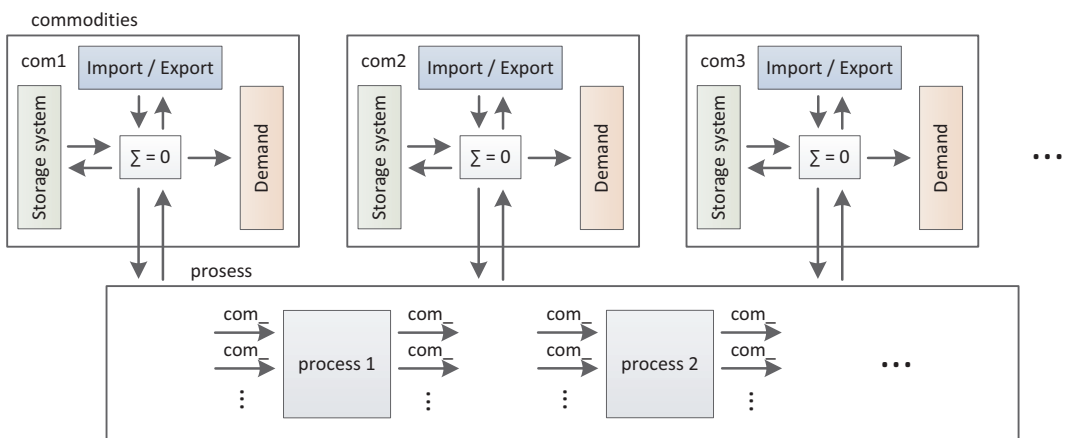 commodities
com1
Import / Export
Storage system
∑ = 0
Demand
com2
Import / Export
Storage system
∑ = 0
Demand
com3
Import / Export
Storage system
∑ = 0
Demand
...
prosess
com_
com_
...
process 1
com_
com_
...
com_
com_
...
process 2
com_
com_
...
...